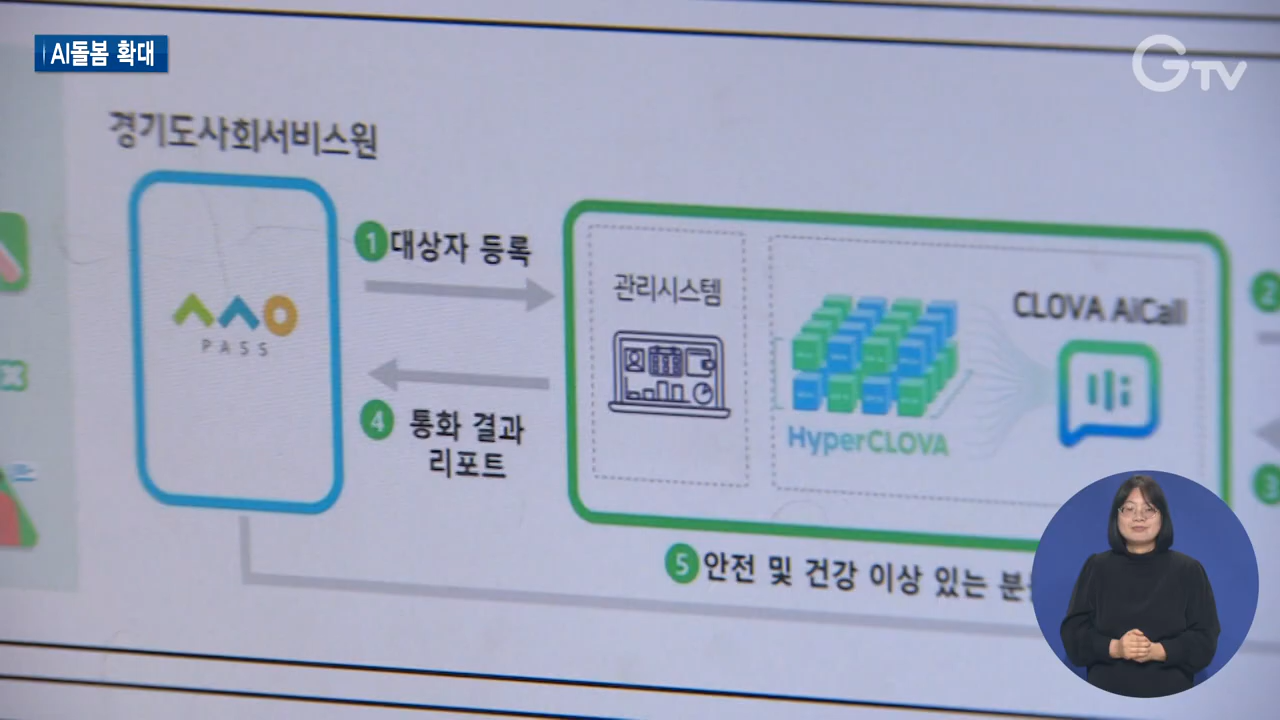 AI돌봄 확대
GTV
경기도사회서비스원
PASS
1 대상자 등록
4 통화 결과
리포트
관리시스템
HyperCLOVA
CLOVA AiCall
2
3
5 안전 및 건강 이상 있는